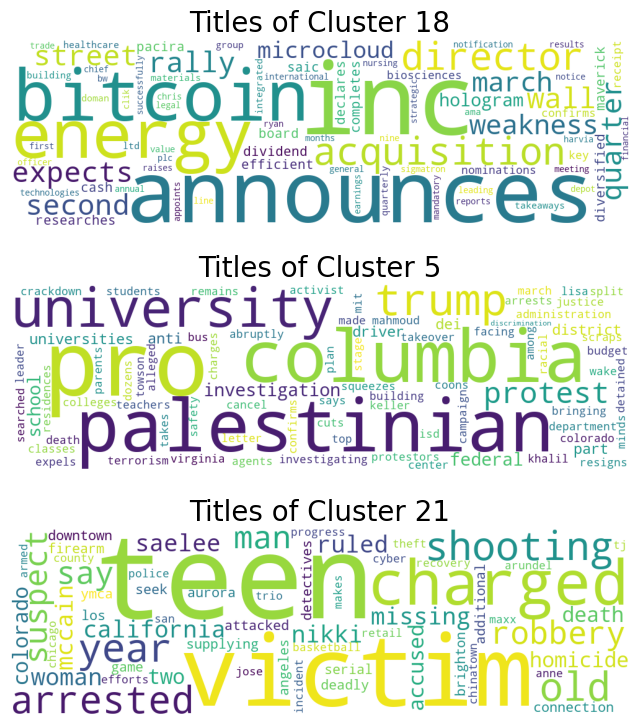 Titles of Cluster 18
trade healthcare pacira group microcloud director notification results
street rally saic biosciences march maverick receipt
building chief bw materials international nursing wall notice
bitcoin inc
successfully integrated declares completes strategic hologram confirms
doman clik chris legal board months ama weakness
energy acquisition quarter
first ltd value ryan dividend nine key harvia diversified financial
expects officer plc efficient general sigmatron nominations meeting
technologies cash annual raises line earnings quarterly leading depot
second announces
researches appoints mandatory reports takeaways
Titles of Cluster 5
crackdown students remains activist mit trump march lisa split
university arrests justice
abruptly made mahmoud administration
universities anti bus driver dei discrimination district
pro columbia
leader parents dozens towson alleged charges plan stage takeover facing among racial scraps
searched school residences investigation squeezes coons protest budget wake
colleges teachers safety cancel says building keller campaigns bringing detained
palestinian
classes death takes letter confirms cuts top isd department colorado minds
expels terrorism virginia agents investigating protestors center federal part khalil resigns
Titles of Cluster 21
downtown saelee man progress ruled shooting theft tj
armed firearm county detectives cyber recovery arundel
suspect say police seek aurora trio makes
teen charged
colorado chicago mccain ymca los san attacked missing additional maxx death
california supplying nikki retail accused brighton chinatown robbery
year angeles basketball homicide
woman game two serial deadly anne
arrested efforts jose victim old
incident connection